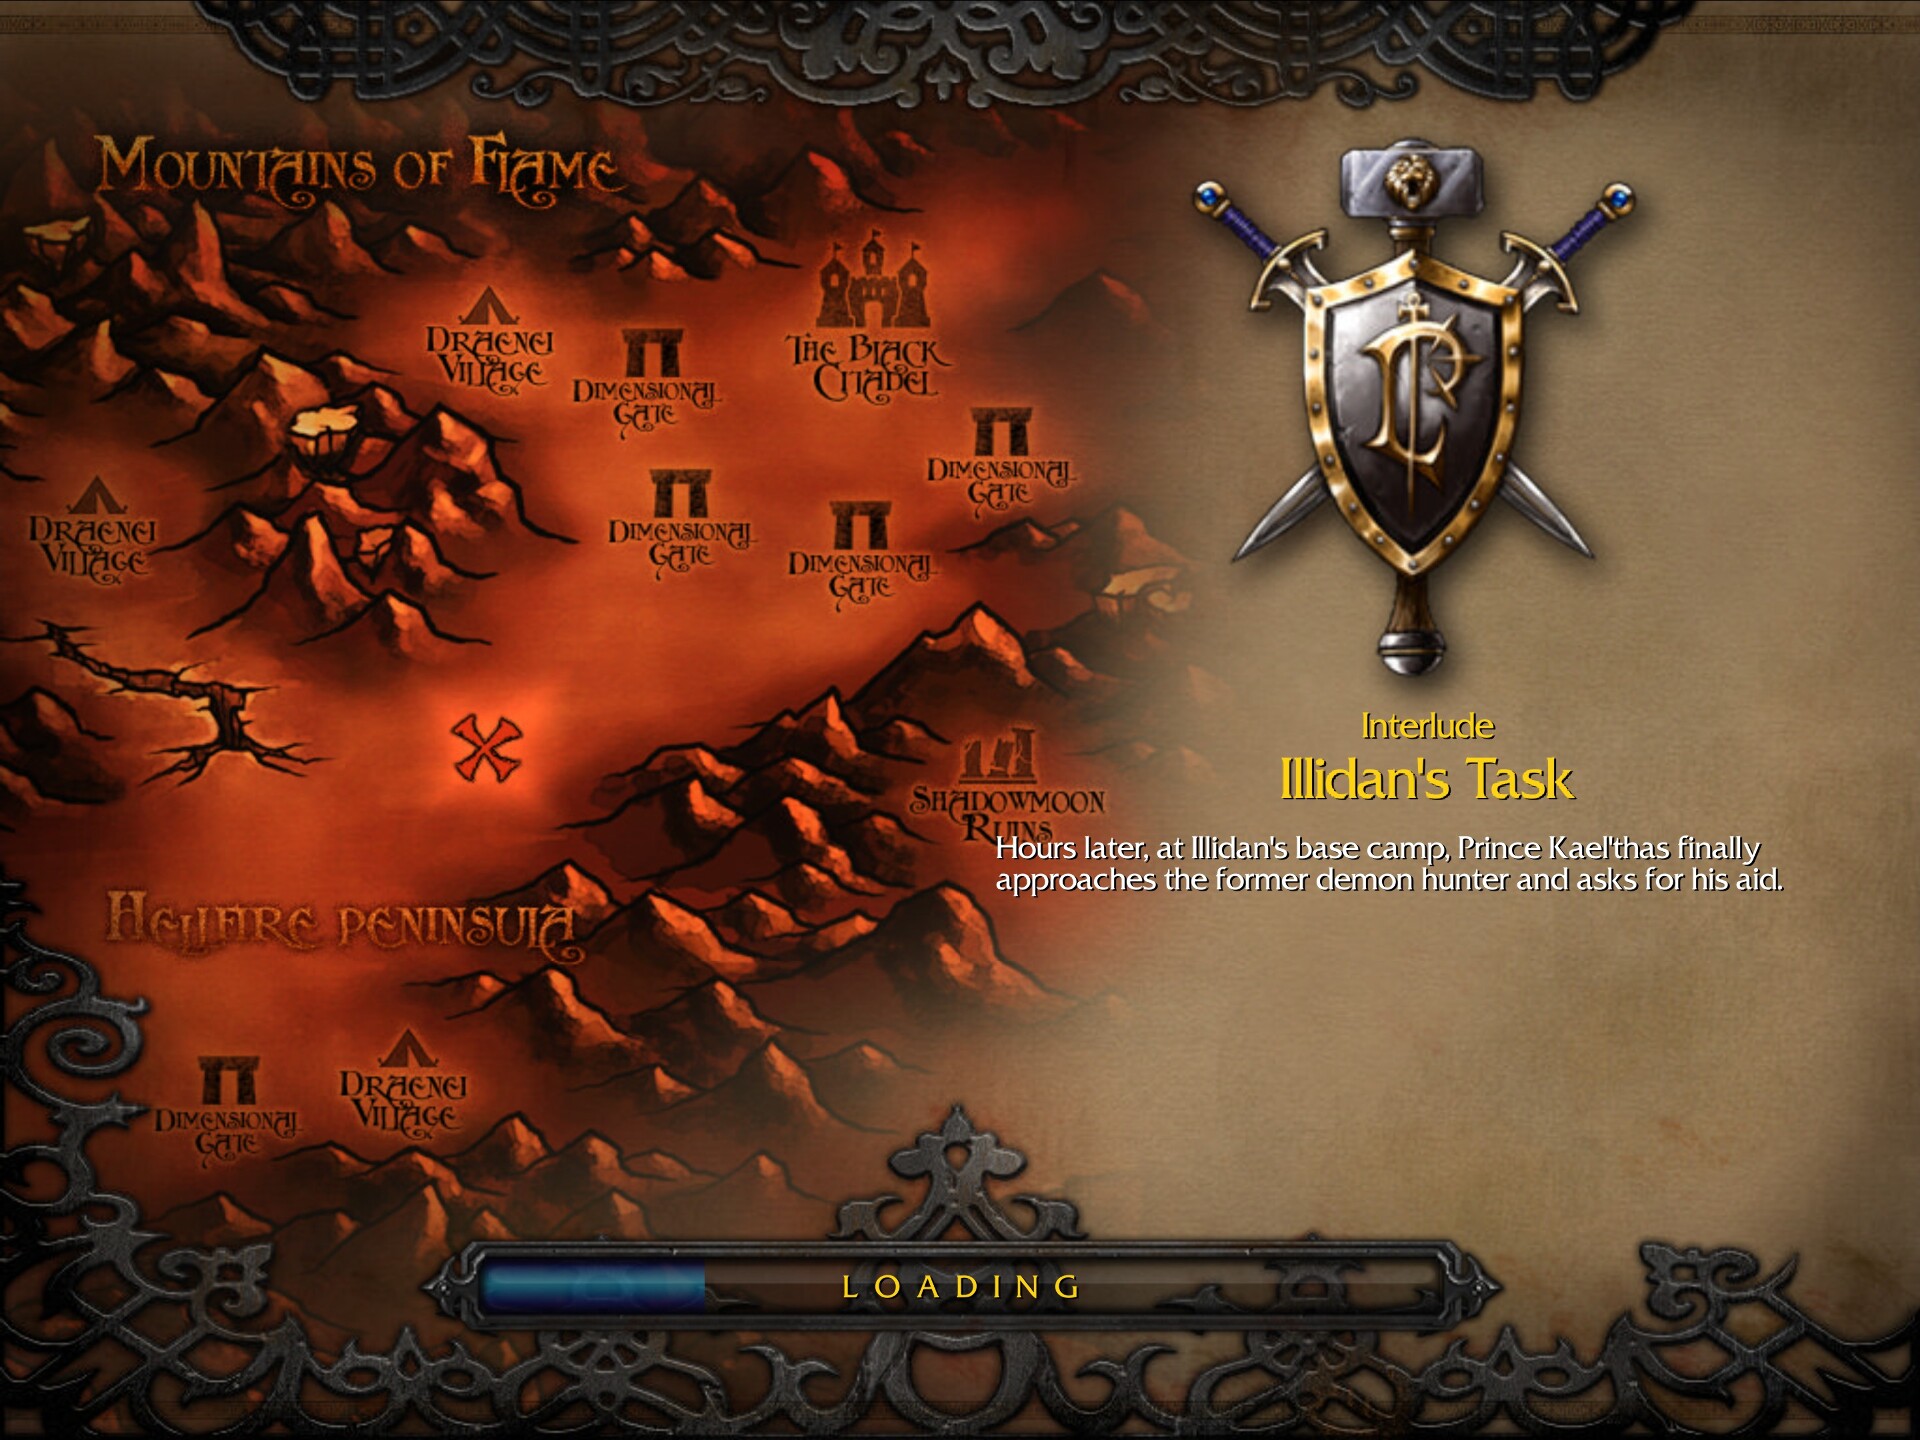 Mountains of Flame
Draenei
Village
Dimensional
Gate
The Black
Citadel
Dimensional
Gate
Draenei
Village
Dimensional
Gate
Dimensional
Gate
Shadowmoon
Ruins
Hellfire Peninsula
Draenei
Village
Dimensional
Gate
Interlude
Illidan's Task
Hours later, at Illidan's base camp, Prince Kael'thas finally
approaches the former demon hunter and asks for his aid.
LOADING